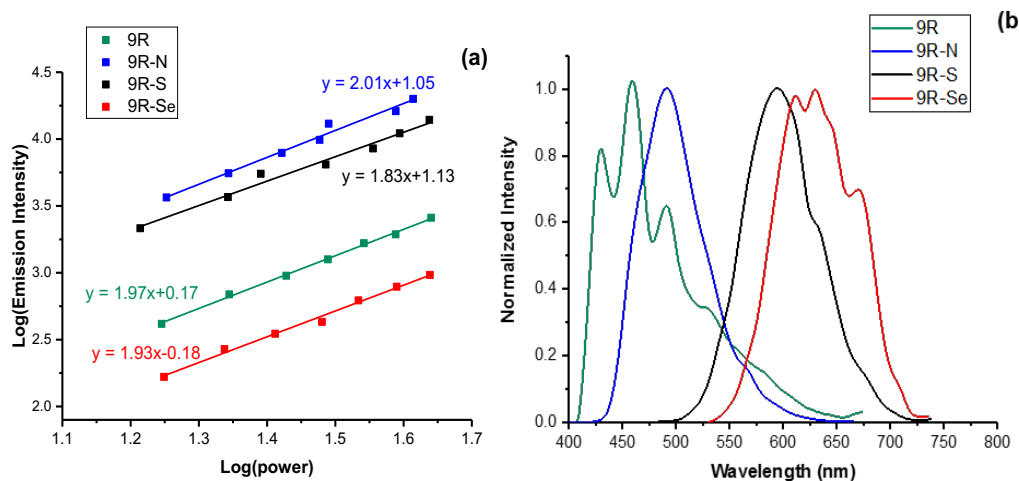 9R
9R-N
9R-S
9R-Se
(a)
4.5
4.0
3.5
3.0
2.5
2.0
Log(Emission Intensity)
y = 2.01x+1.05
y = 1.83x+1.13
y = 1.97x+0.17
y = 1.93x-0.18
1.1 1.2 1.3 1.4 1.5 1.6 1.7
Log(power)
(b)
9R
9R-N
9R-S
9R-Se
1.0
0.8
0.6
0.4
0.2
0.0
Normalized Intensity
400 450 500 550 600 650 700 750 800
Wavelength (nm)